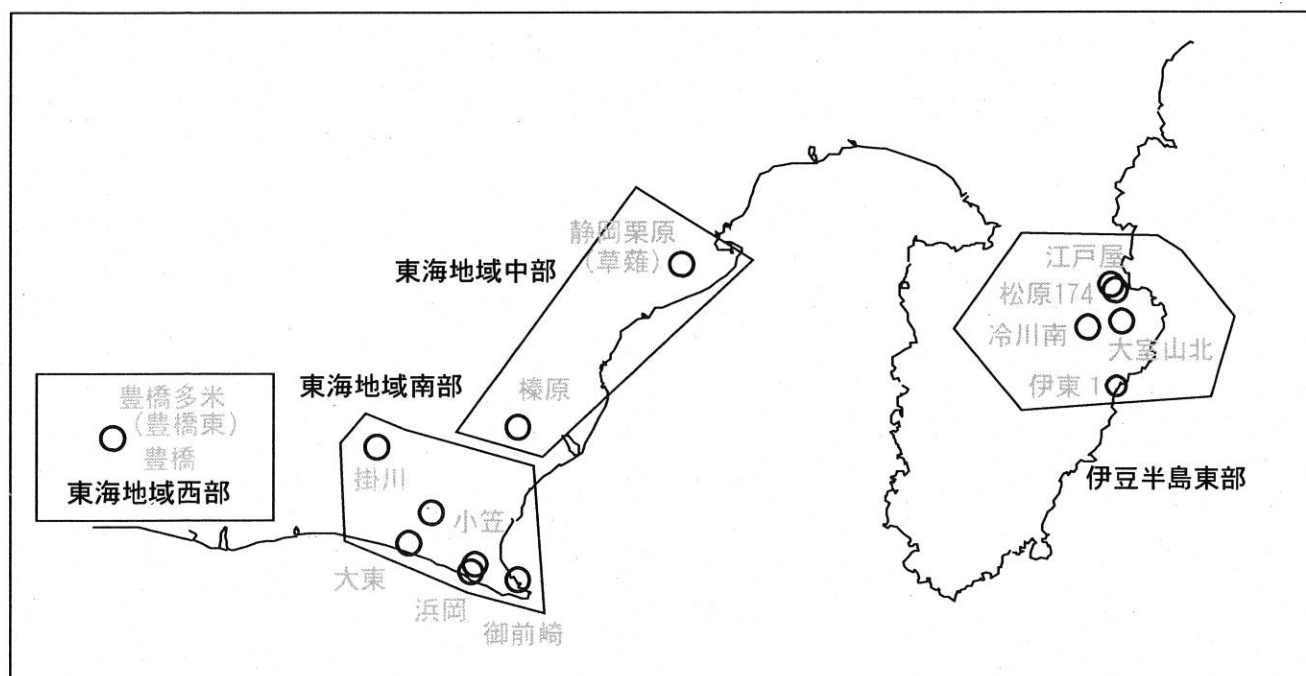 静岡栗原
（草薙）
東海地域中部
榛原
東海地域南部
豊橋多米
（豊橋東）
豊橋
東海地域西部
掛川
小笠
大東
浜岡
御前崎
江戸屋
松原174
冷川南
大室山北
伊東1
伊豆半島東部